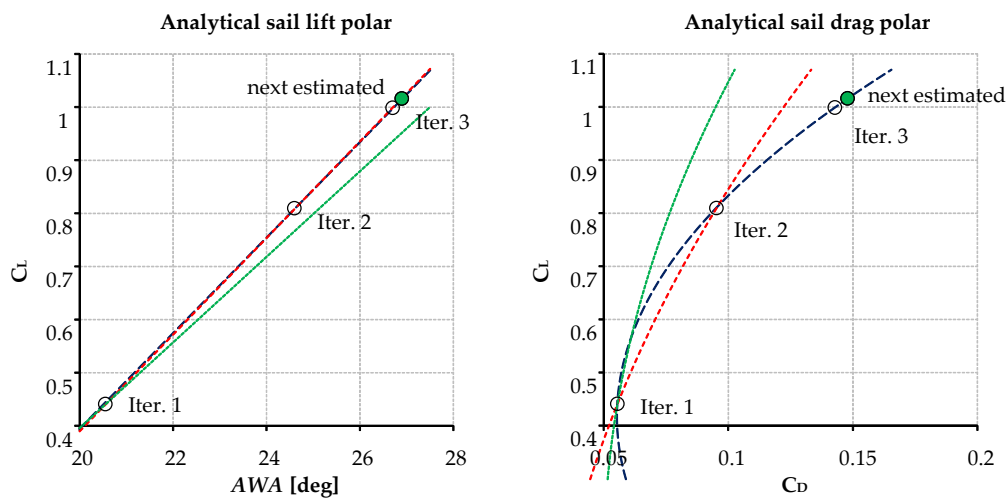 Analytical sail lift polar
1.1
1
0.9
0.8
0.7
0.6
0.5
0.4
CL
next estimated
Iter. 3
Iter. 2
Iter. 1
20
22
24
26
28
AWA [deg]
Analytical sail drag polar
1.1
1
0.9
0.8
0.7
0.6
0.5
0.4
CL
next estimated
Iter. 3
Iter. 2
Iter. 1
0.05
0.1
0.15
0.2
CD